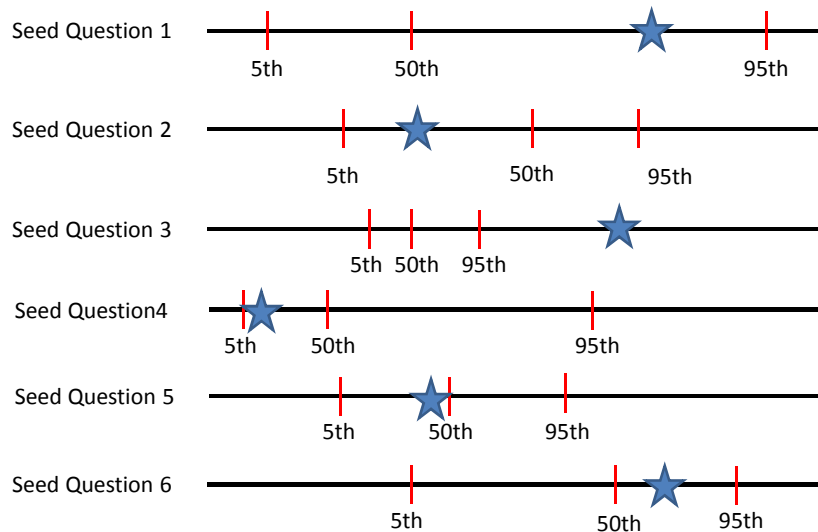 Seed Question 1
5th 50th 95th
Seed Question 2
5th 50th 95th
Seed Question 3
5th 50th 95th
Seed Question4
5th 50th 95th
Seed Question 5
5th 50th 95th
Seed Question 6
5th 50th 95th